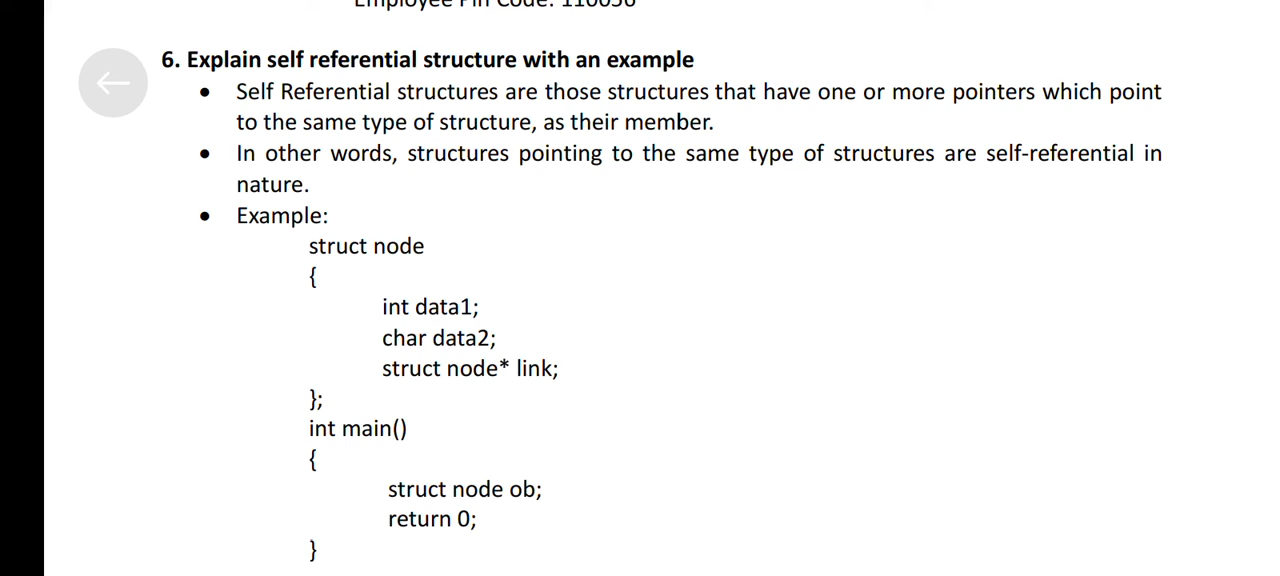 6. Explain self referential structure with an example
• Self Referential structures are those structures that have one or more pointers which point
to the same type of structure, as their member.
• In other words, structures pointing to the same type of structures are self-referential in
nature.
• Example:
struct node
{
int data1;
char data2;
struct node* link;
};
int main()
{
struct node ob;
return 0;
}